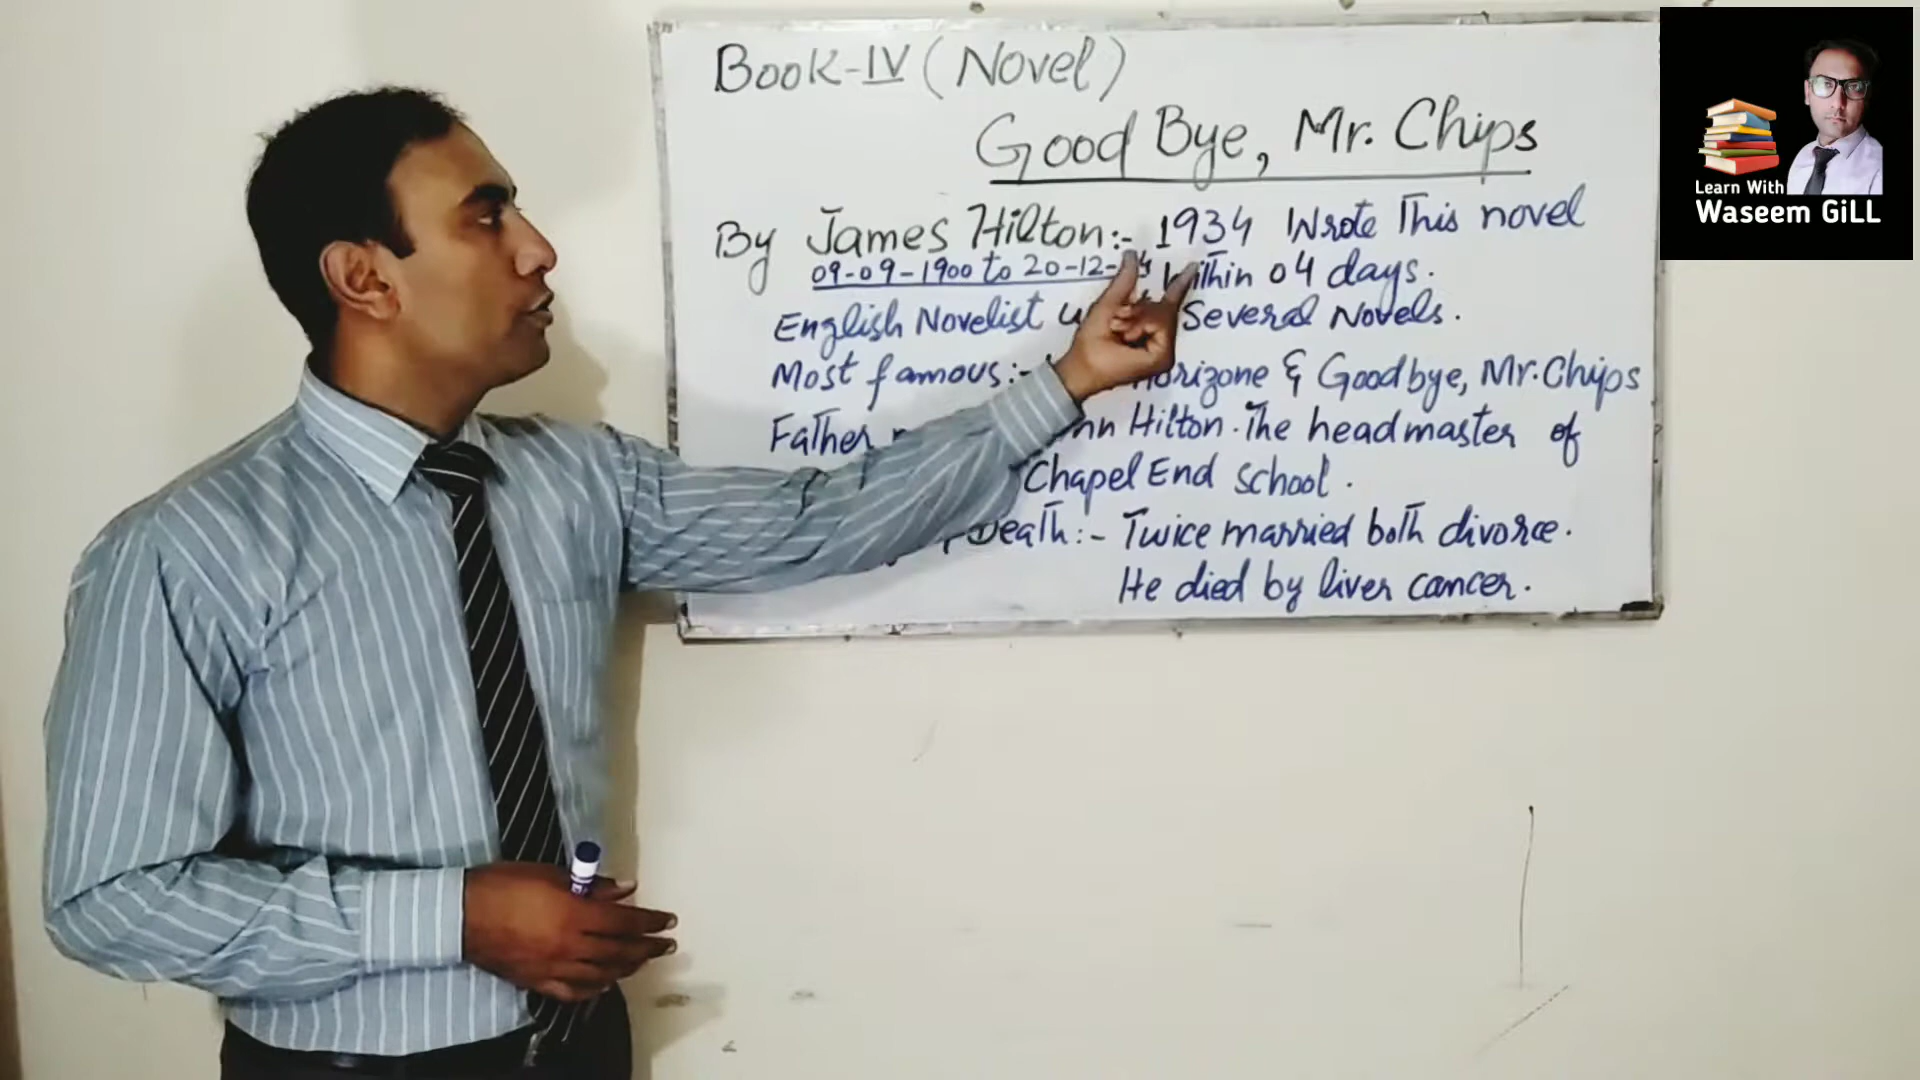 Book-IV (Novel)
Good Bye, Mr. Chips
By James Hilton:- 1934 Wrote This novel
09-09-1900 to 20-12- Within 04 days.
English Novelist Several Novels.
Most famous:- & Goodbye, Mr. Chips
Father Hilton. The headmaster of
Chapel End School.
Death:- Twice married both divorce.
He died by liver cancer.
Learn With
Waseem GiLL